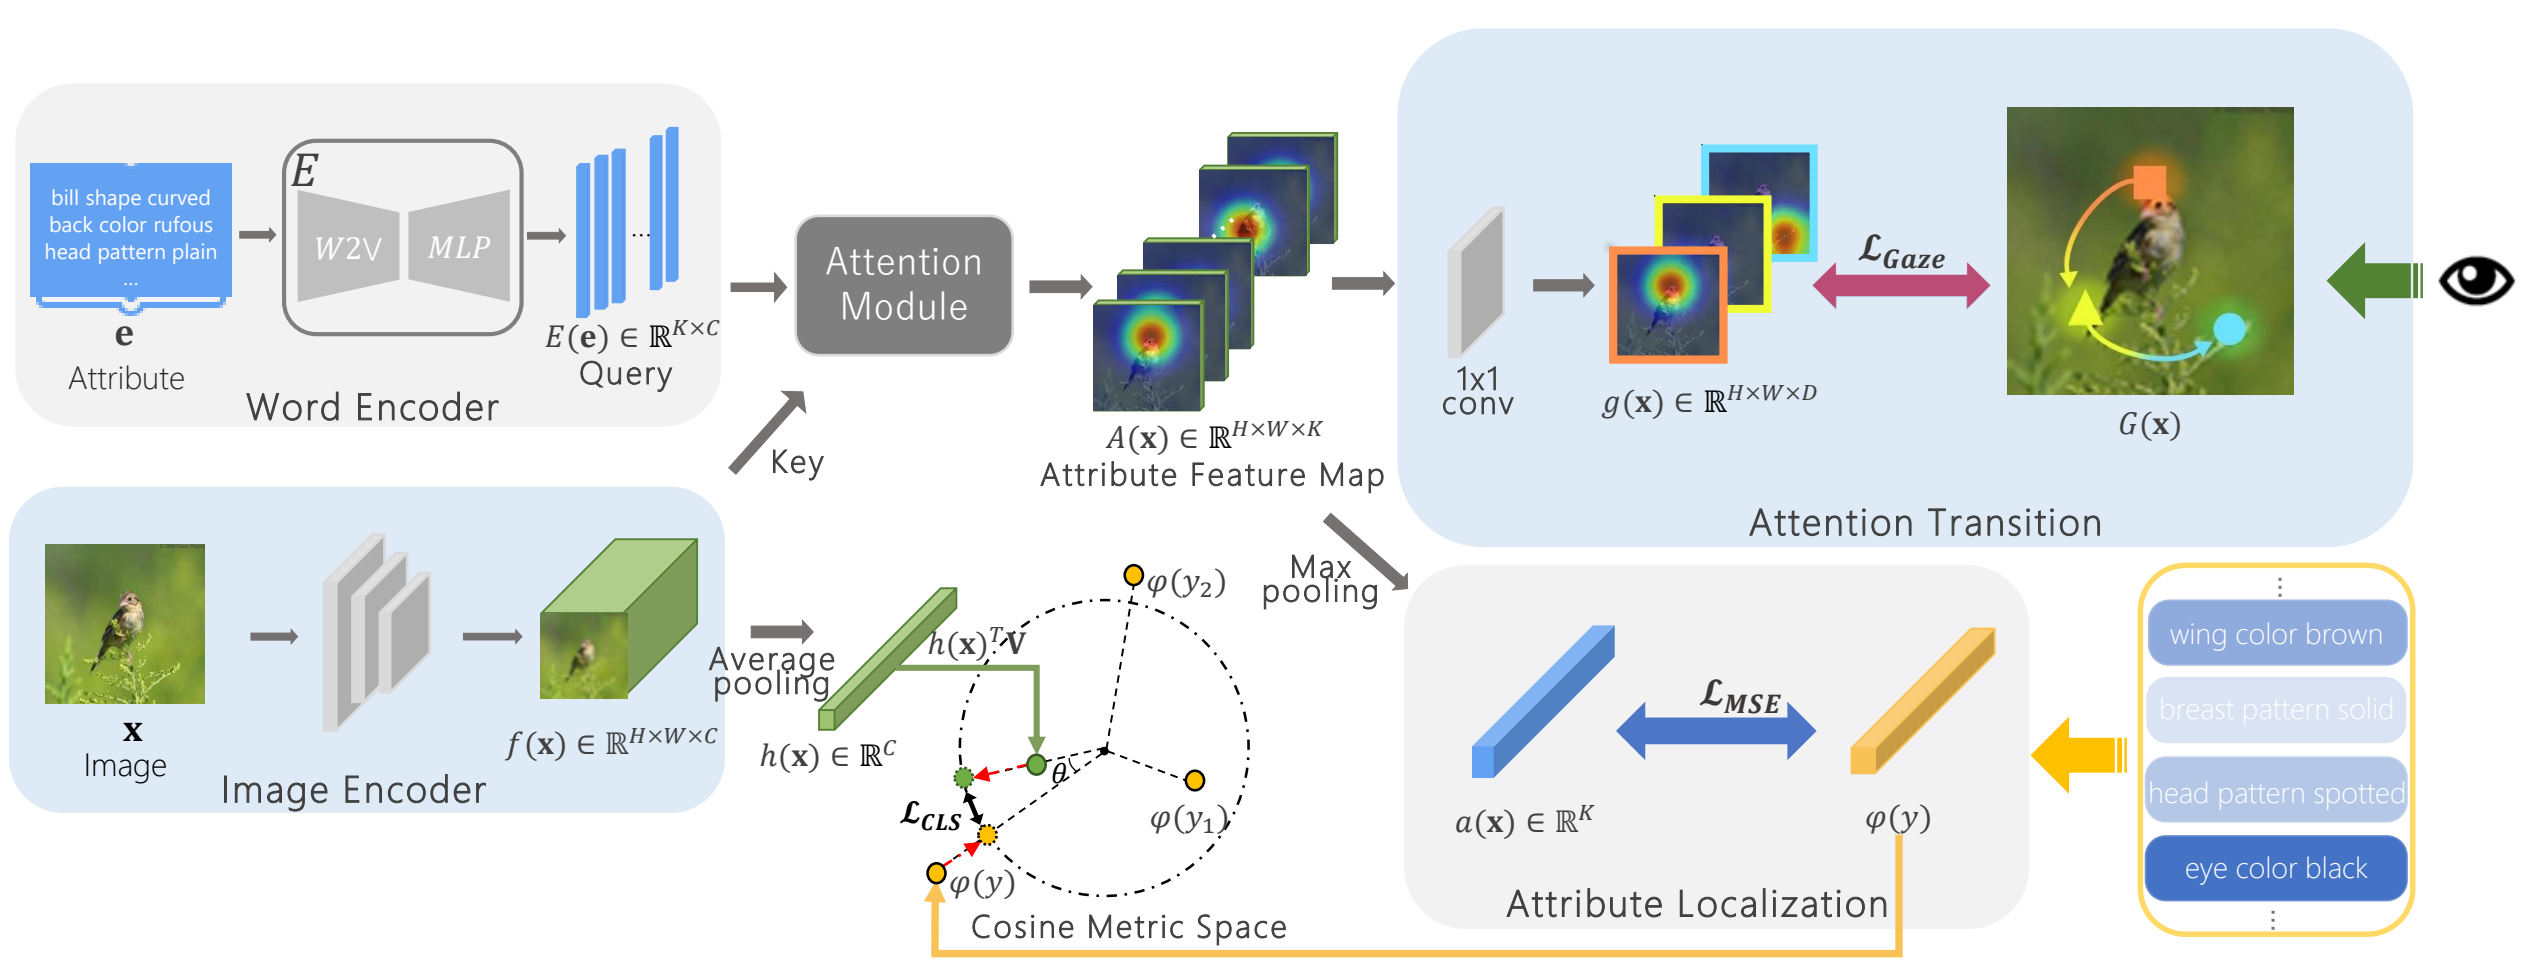 bill shape curved
back color rufous
head pattern plain
...
e
Attribute
E
W2V
MLP
...
E(e) ∈ ℝ^{K×C}
Query
Word Encoder
Attention
Module
Key
A(x) ∈ ℝ^{H×W×K}
Attribute Feature Map
1x1
conv
g(x) ∈ ℝ^{H×W×D}
ℒ_{Gaze}
G(x)
Attention Transition
x
Image
f(x) ∈ ℝ^{H×W×C}
Image Encoder
Average
pooling
h(x) ∈ ℝ^C
h(x)^T V
φ(y₂)
φ(y₁)
θ
ℒ_{CLS}
φ(y)
Cosine Metric Space
Max
pooling
a(x) ∈ ℝ^K
ℒ_{MSE}
φ(y)
Attribute Localization
⋮
wing color brown
breast pattern solid
head pattern spotted
eye color black
⋮